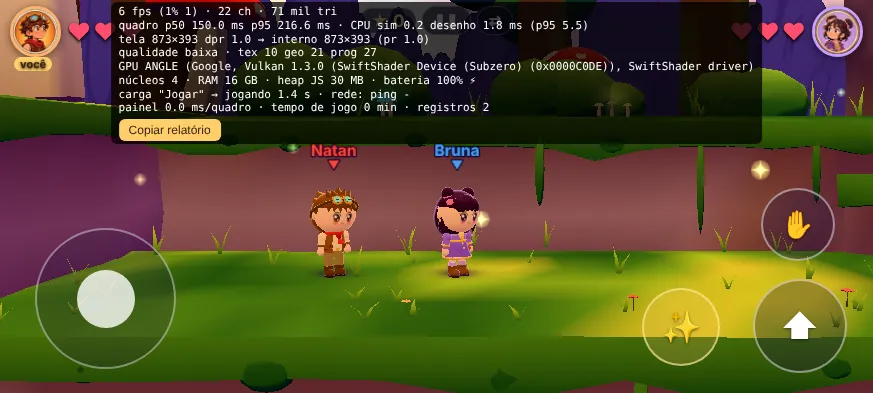 6 fps (1% 1) · 22 ch · 71 mil tri
quadro p50 150.0 ms p95 216.6 ms · CPU sim 0.2 desenho 1.8 ms (p95 5.5)
tela 873×393 dpr 1.0 → interno 873×393 (pr 1.0)
qualidade baixa · tex 10 geo 21 prog 27
GPU ANGLE (Google, Vulkan 1.3.0 (SwiftShader Device (Subzero) (0x0000C0DE)), SwiftShader driver)
núcleos 4 · RAM 16 GB · heap JS 30 MB · bateria 100% ⚡
carga "Jogar" → jogando 1.4 s · rede: ping -
painel 0.0 ms/quadro · tempo de jogo 0 min · registros 2
Copiar relatório
você
Natan
Bruna